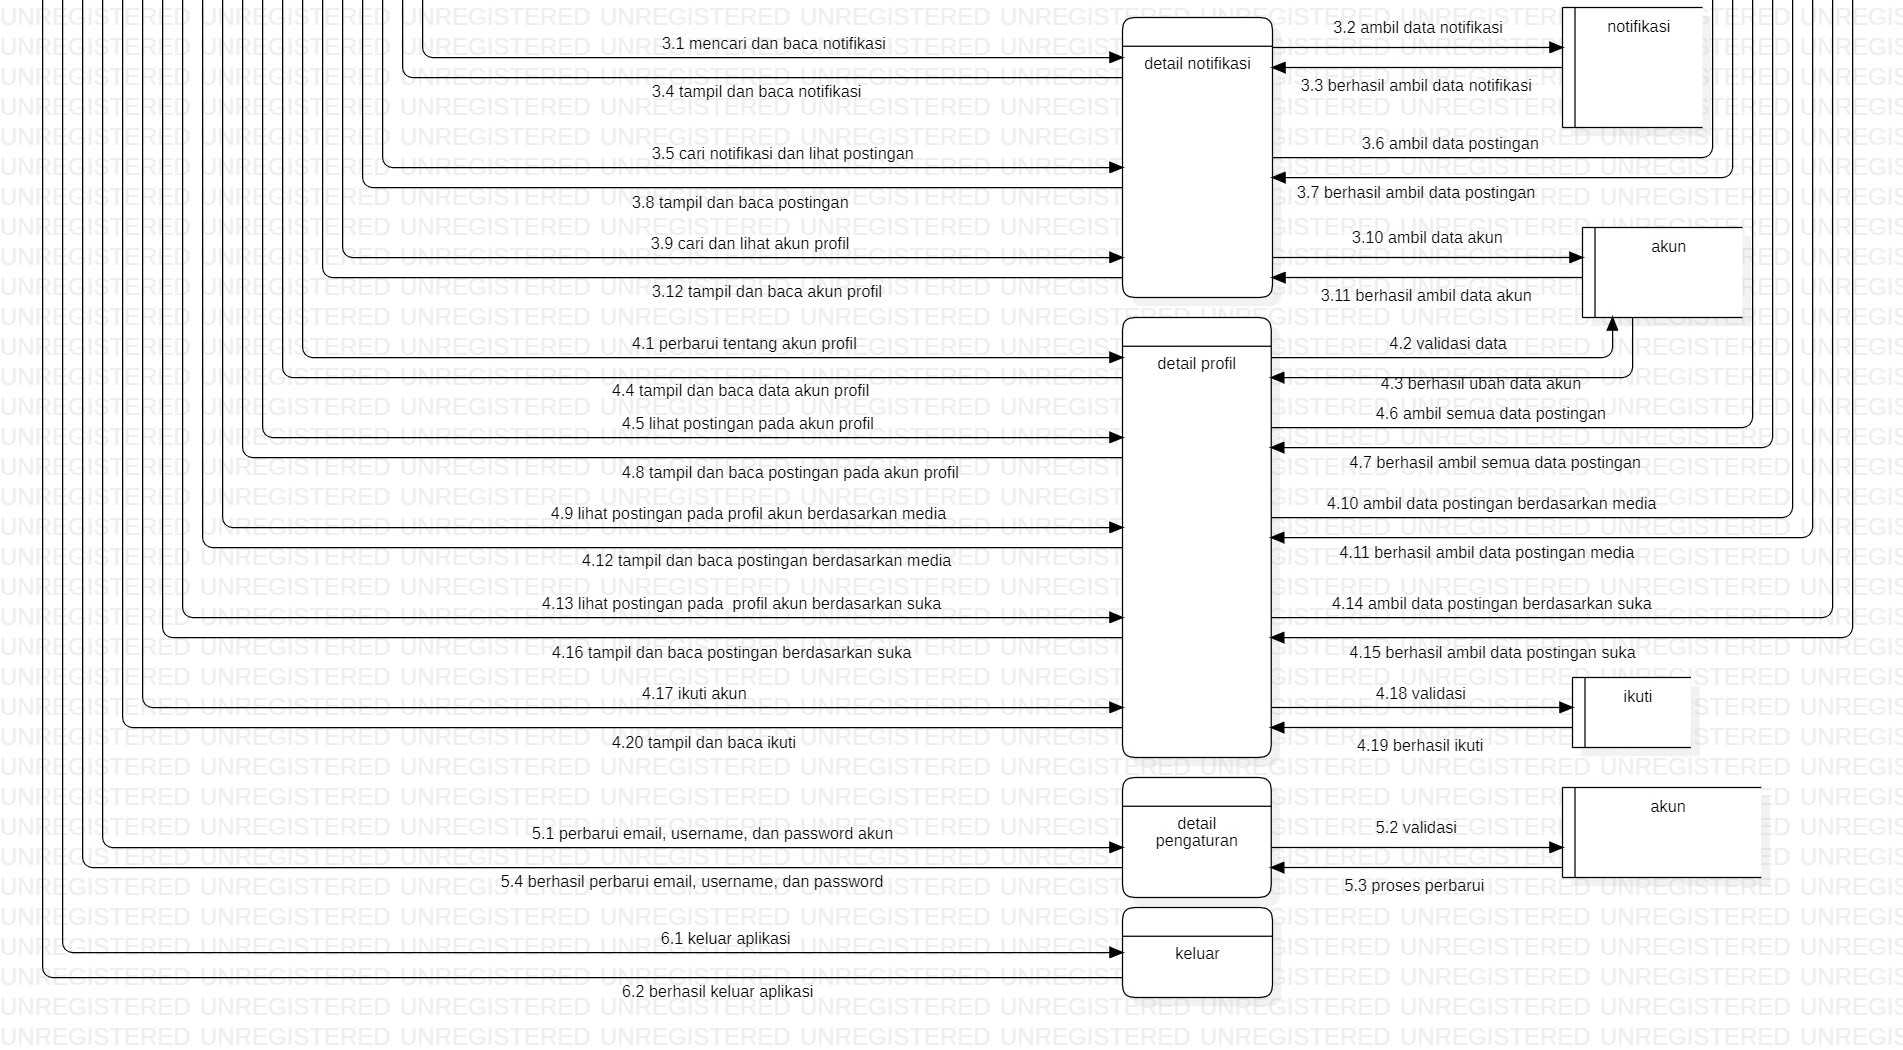 3.1 mencari dan baca notifikasi
3.2 ambil data notifikasi
notifikasi
detail notifikasi
3.4 tampil dan baca notifikasi
3.3 berhasil ambil data notifikasi
3.5 cari notifikasi dan lihat postingan
3.6 ambil data postingan
3.8 tampil dan baca postingan
3.7 berhasil ambil data postingan
3.9 cari dan lihat akun profil
3.10 ambil data akun
akun
3.12 tampil dan baca akun profil
3.11 berhasil ambil data akun
4.1 perbarui tentang akun profil
4.2 validasi data
detail profil
4.4 tampil dan baca data akun profil
4.3 berhasil ubah data akun
4.5 lihat postingan pada akun profil
4.6 ambil semua data postingan
4.8 tampil dan baca postingan pada akun profil
4.7 berhasil ambil semua data postingan
4.9 lihat postingan pada profil akun berdasarkan media
4.10 ambil data postingan berdasarkan media
4.12 tampil dan baca postingan berdasarkan media
4.11 berhasil ambil data postingan media
4.13 lihat postingan pada  profil akun berdasarkan suka
4.14 ambil data postingan berdasarkan suka
4.16 tampil dan baca postingan berdasarkan suka
4.15 berhasil ambil data postingan suka
4.17 ikuti akun
4.18 validasi
ikuti
4.20 tampil dan baca ikuti
4.19 berhasil ikuti
5.1 perbarui email, username, dan password akun
detail
pengaturan
5.2 validasi
akun
5.4 berhasil perbarui email, username, dan password
5.3 proses perbarui
6.1 keluar aplikasi
keluar
6.2 berhasil keluar aplikasi
UNREGISTERED